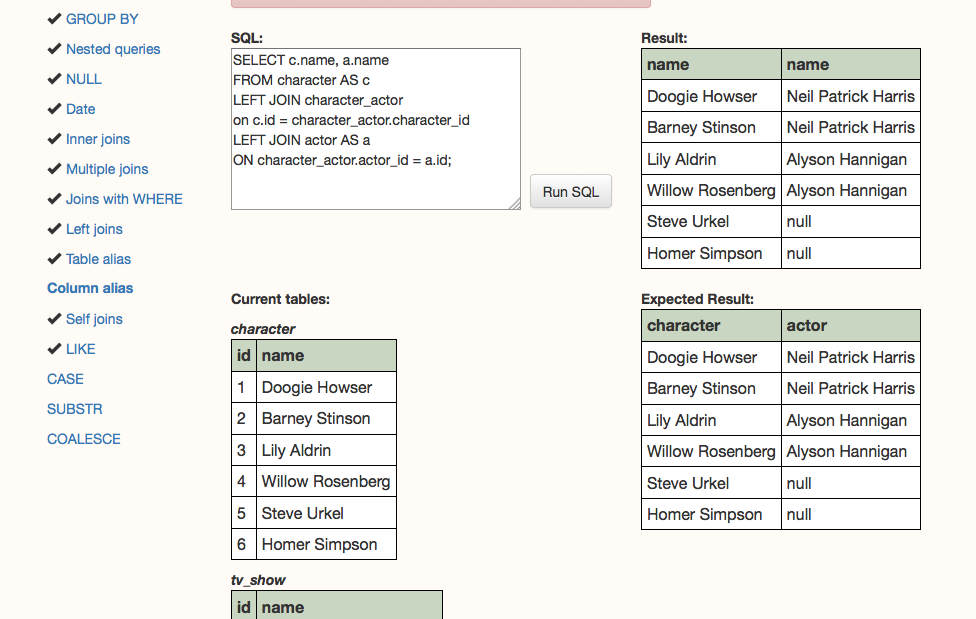 GROUP BY
Nested queries
NULL
Date
Inner joins
Multiple joins
Joins with WHERE
Left joins
Table alias
Column alias
Self joins
LIKE
CASE
SUBSTR
COALESCE
SQL:
SELECT c.name, a.name
FROM character AS c
LEFT JOIN character_actor
on c.id = character_actor.character_id
LEFT JOIN actor AS a
ON character_actor.actor_id = a.id;
Run SQL
Result:
name name
Doogie Howser Neil Patrick Harris
Barney Stinson Neil Patrick Harris
Lily Aldrin Alyson Hannigan
Willow Rosenberg Alyson Hannigan
Steve Urkel null
Homer Simpson null
Current tables:
character
id name
1 Doogie Howser
2 Barney Stinson
3 Lily Aldrin
4 Willow Rosenberg
5 Steve Urkel
6 Homer Simpson
tv_show
id name
Expected Result:
character actor
Doogie Howser Neil Patrick Harris
Barney Stinson Neil Patrick Harris
Lily Aldrin Alyson Hannigan
Willow Rosenberg Alyson Hannigan
Steve Urkel null
Homer Simpson null